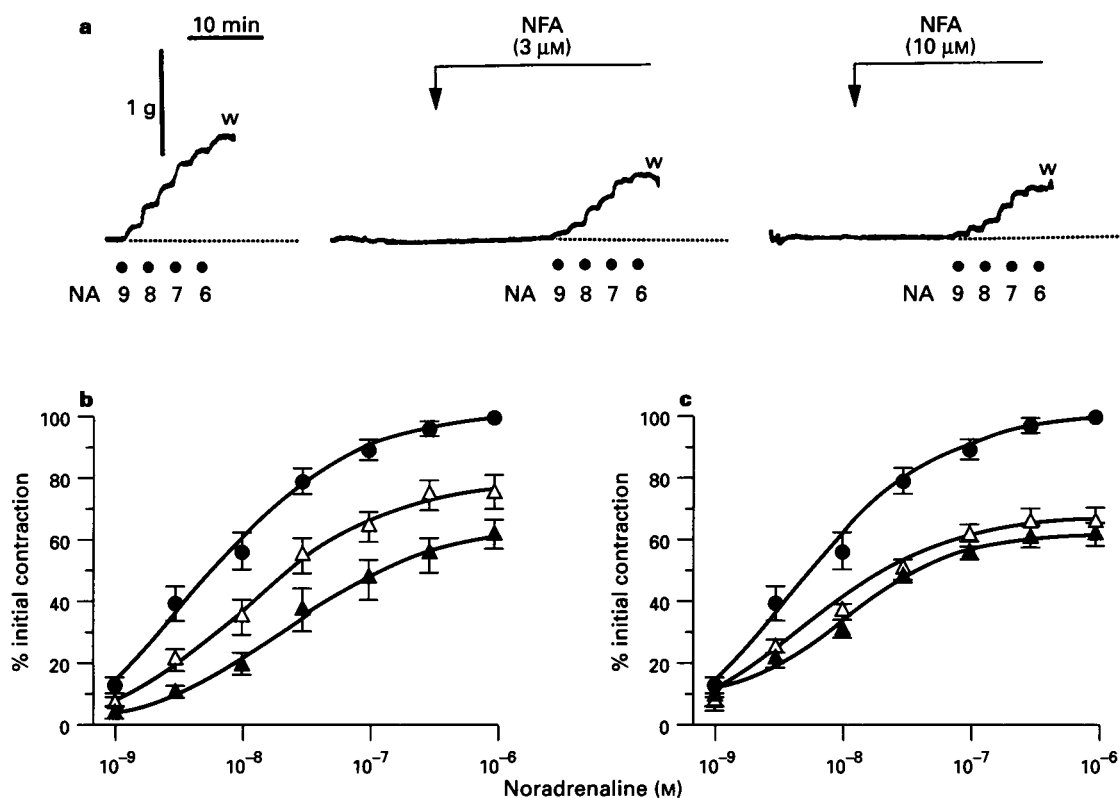 a
10 min
1 g
w
NFA
(3 μM)
w
NFA
(10 μM)
w
NA 9 8 7 6
NA 9 8 7 6
NA 9 8 7 6
b
% initial contraction
100
80
60
40
20
0
10⁻⁹ 10⁻⁸ 10⁻⁷ 10⁻⁶
c
% initial contraction
100
80
60
40
20
0
10⁻⁹ 10⁻⁸ 10⁻⁷ 10⁻⁶
Noradrenaline (M)